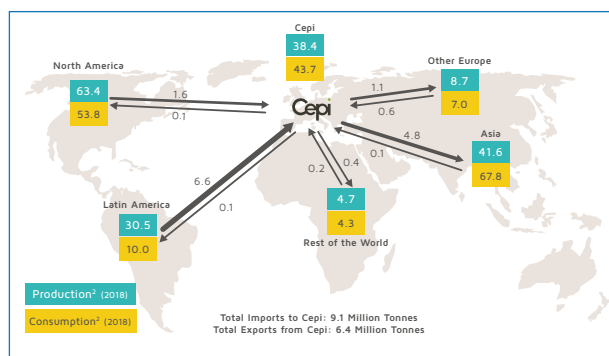 Cepi
38.4
43.7
North America
63.4
53.8
1.6
0.1
Cepi
Other Europe
8.7
7.0
1.1
0.6
4.8
0.1
Asia
41.6
67.8
6.6
0.1
0.2
0.4
Latin America
30.5
10.0
4.7
4.3
Rest of the World
Production² (2018)
Consumption² (2018)
Total Imports to Cepi: 9.1 Million Tonnes
Total Exports from Cepi: 6.4 Million Tonnes